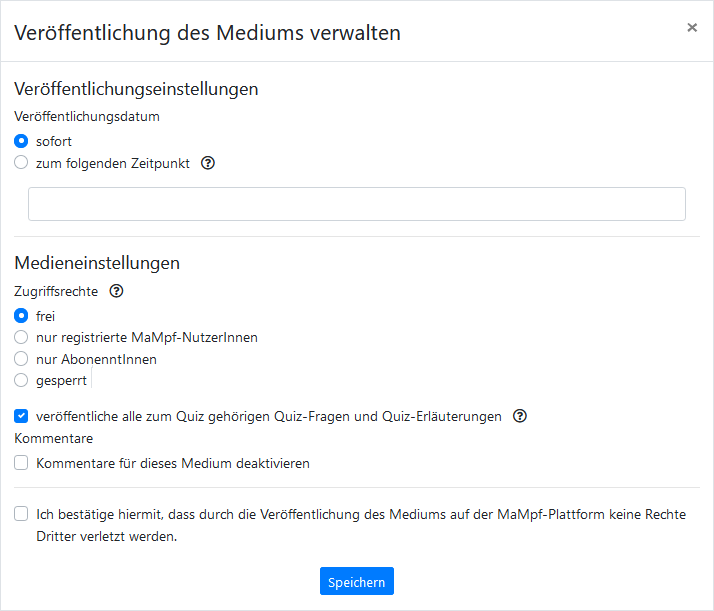 Veröffentlichung des Mediums verwalten
×
Veröffentlichungseinstellungen
Veröffentlichungsdatum
sofort
zum folgenden Zeitpunkt ?
Medieneinstellungen
Zugriffsrechte ?
frei
nur registrierte MaMpf-NutzerInnen
nur AbonenntInnen
gesperrt
veröffentliche alle zum Quiz gehörigen Quiz-Fragen und Quiz-Erläuterungen ?
Kommentare
Kommentare für dieses Medium deaktivieren
Ich bestätige hiermit, dass durch die Veröffentlichung des Mediums auf der MaMpf-Plattform keine Rechte
Dritter verletzt werden.
Speichern